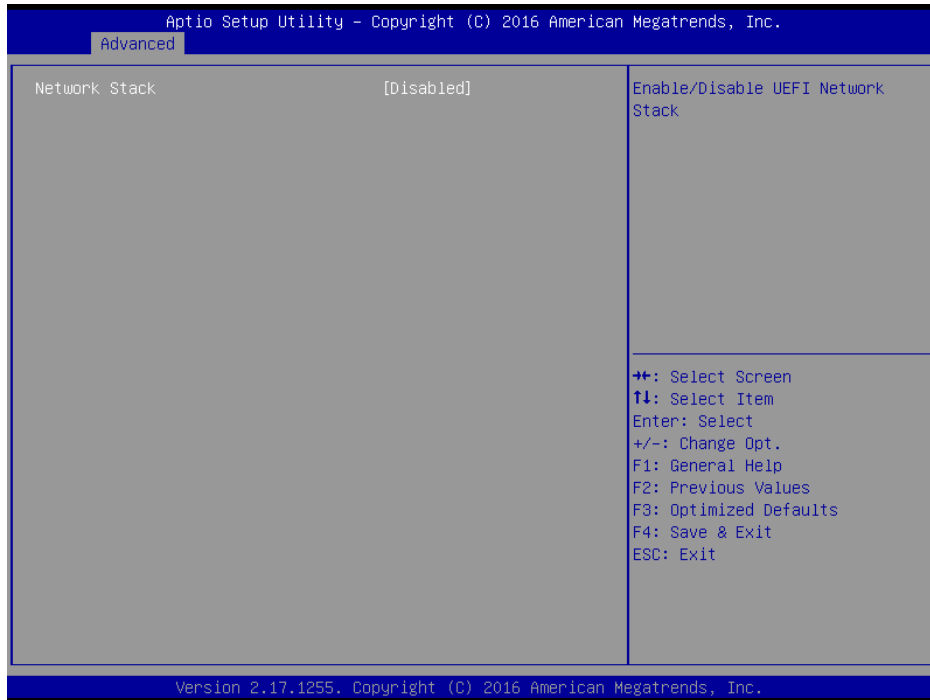 Aptio Setup Utility – Copyright (C) 2016 American Megatrends, Inc.
Advanced
Network Stack [Disabled]
Enable/Disable UEFI Network
Stack
→←: Select Screen
↑↓: Select Item
Enter: Select
+/-: Change Opt.
F1: General Help
F2: Previous Values
F3: Optimized Defaults
F4: Save & Exit
ESC: Exit
Version 2.17.1255. Copyright (C) 2016 American Megatrends, Inc.